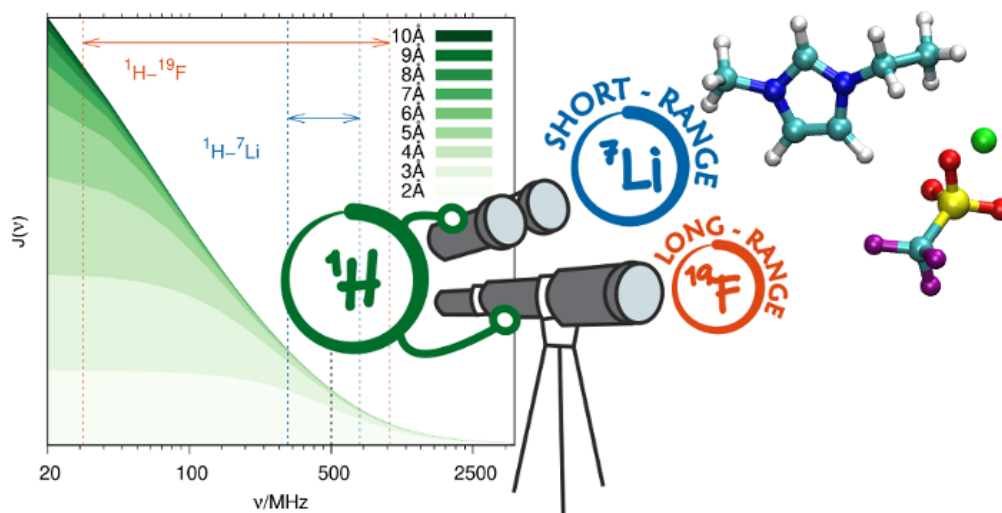 10Å
9Å
8Å
7Å
6Å
5Å
4Å
3Å
2Å
¹H–¹⁹F
¹H–⁷Li
J(ν)
20
100
500
2500
ν/MHz
¹H
SHORT - RANGE
⁷Li
LONG - RANGE
¹⁹F